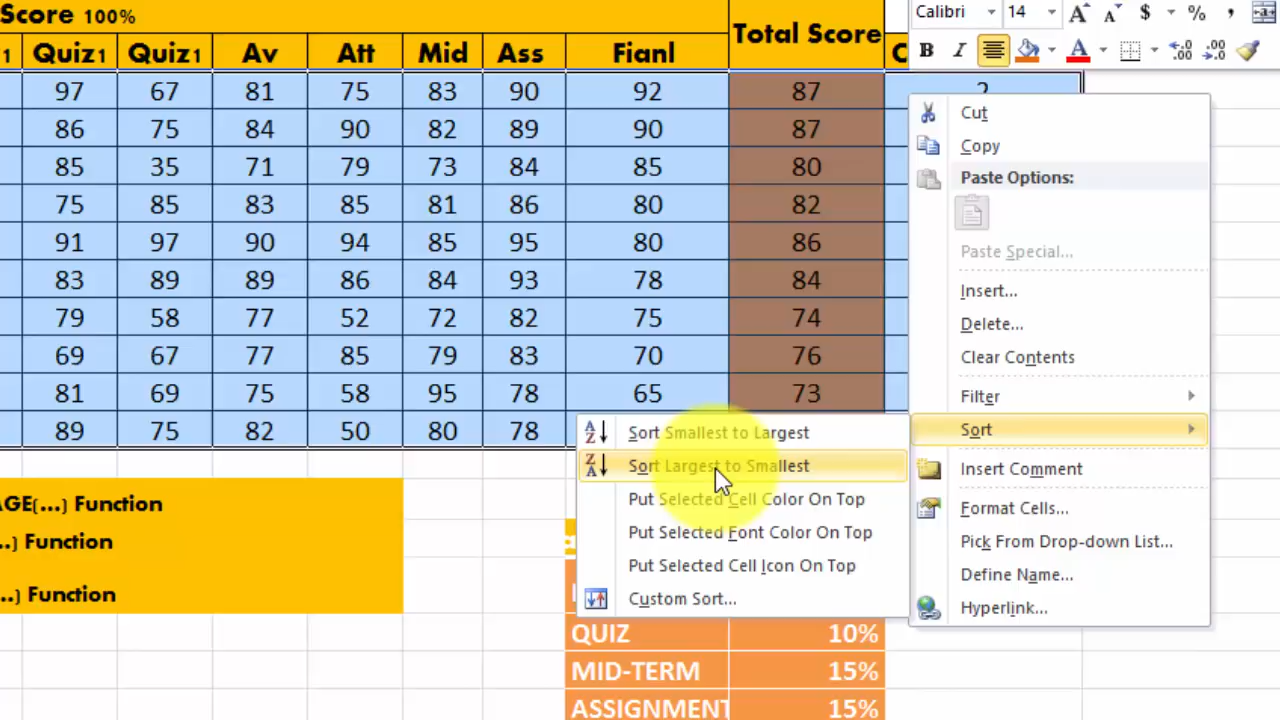 Score 100%
Total Score
Calibri 14 A A $ % ,
B I A
1 Quiz1 Quiz1 Av Att Mid Ass Fianl C
97 67 81 75 83 90 92 87 2
86 75 84 90 82 89 90 87
85 35 71 79 73 84 85 80
75 85 83 85 81 86 80 82
91 97 90 94 85 95 80 86
83 89 89 86 84 93 78 84
79 58 77 52 72 82 75 74
69 67 77 85 79 83 70 76
81 69 75 58 95 78 65 73
89 75 82 50 80 78
Cut
Copy
Paste Options:
Paste Special...
Insert...
Delete...
Clear Contents
Filter
Sort
Insert Comment
Format Cells...
Pick From Drop-down List...
Define Name...
Hyperlink...
Sort Smallest to Largest
Sort Largest to Smallest
Put Selected Cell Color On Top
Put Selected Font Color On Top
Put Selected Cell Icon On Top
Custom Sort...
AGE(...) Function
..) Function
..) Function
QUIZ 10%
MID-TERM 15%
ASSIGNMENT 15%